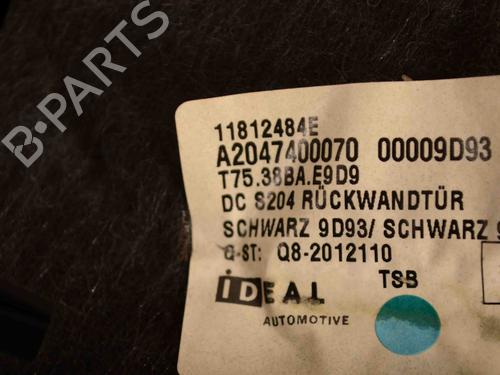 B-PARTS
11812484E
A2047400070 00009D93
T75.38BA.E9D9
DC S204 RÜCKWANDTÜR
SCHWARZ 9D93/ SCHWARZ 9
Q-ST: Q8-2012110
iDEAL TSB
AUTOMOTIVE